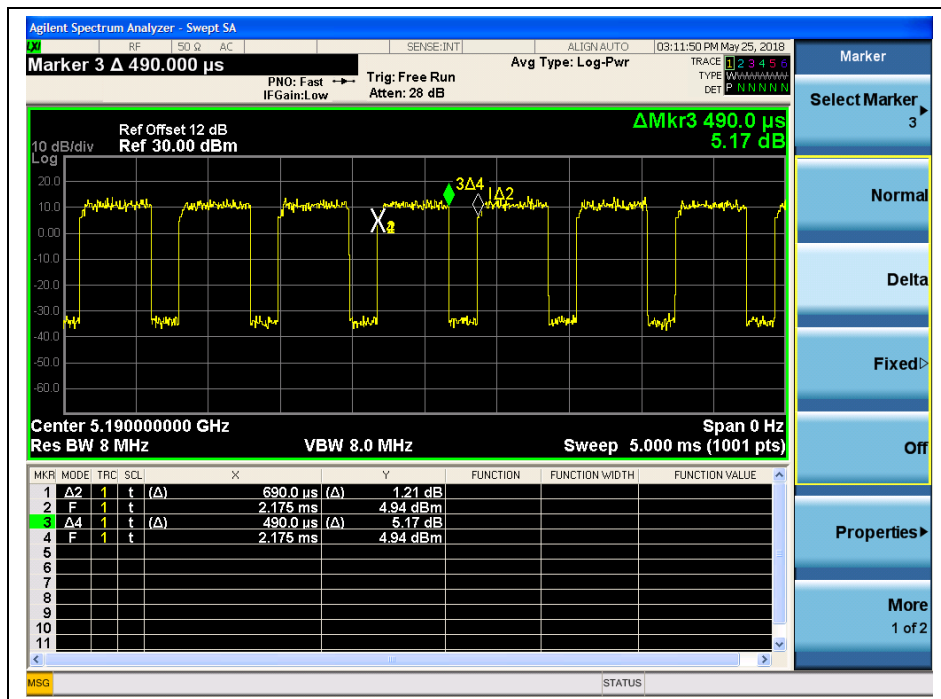 Agilent Spectrum Analyzer - Swept SA
LXI RF 50 Ω AC SENSE:INT ALIGN AUTO 03:11:50 PM May 25, 2018
Marker 3 Δ 490.000 μs
PNO: Fast
IFGain:Low
Trig: Free Run
Atten: 28 dB
Avg Type: Log-Pwr
TRACE 1 2 3 4 5 6
TYPE WWWWWWW
DET P N N N N N
Ref Offset 12 dB
Ref 30.00 dBm
10 dB/div
Log
ΔMkr3 490.0 μs
5.17 dB
20.0
10.0
0.00
-10.0
-20.0
-30.0
-40.0
-50.0
-60.0
3Δ4
1Δ2
X
Center 5.190000000 GHz
Span 0 Hz
Res BW 8 MHz
VBW 8.0 MHz
Sweep 5.000 ms (1001 pts)
MKR MODE TRC SCL X Y FUNCTION FUNCTION WIDTH FUNCTION VALUE
1 Δ2 1 t (Δ) 690.0 μs (Δ) 1.21 dB
2 F 1 t 2.175 ms 4.94 dBm
3 Δ4 1 t (Δ) 490.0 μs (Δ) 5.17 dB
4 F 1 t 2.175 ms 4.94 dBm
5
6
7
8
9
10
11
MSG
STATUS
Marker
Select Marker
3
Normal
Delta
Fixed
Off
Properties
More
1 of 2